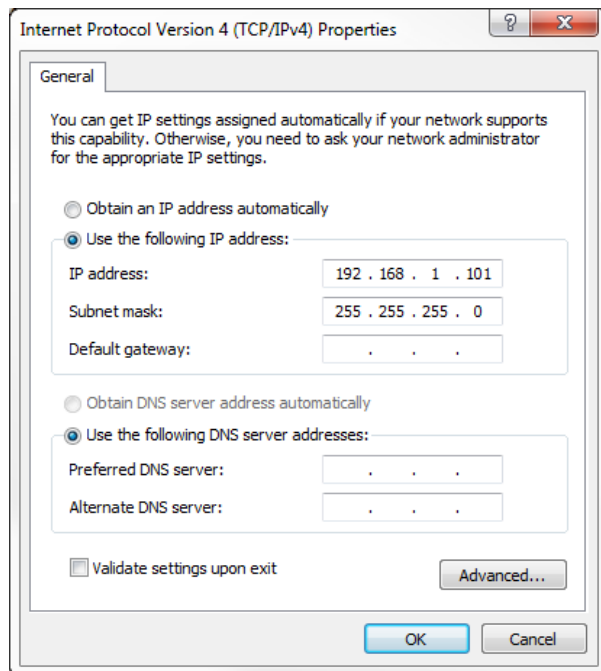 Internet Protocol Version 4 (TCP/IPv4) Properties
General
You can get IP settings assigned automatically if your network supports
this capability. Otherwise, you need to ask your network administrator
for the appropriate IP settings.
Obtain an IP address automatically
Use the following IP address:
IP address: 192 . 168 . 1 . 101
Subnet mask: 255 . 255 . 255 . 0
Default gateway: . . .
Obtain DNS server address automatically
Use the following DNS server addresses:
Preferred DNS server: . . .
Alternate DNS server: . . .
Validate settings upon exit
Advanced...
OK Cancel